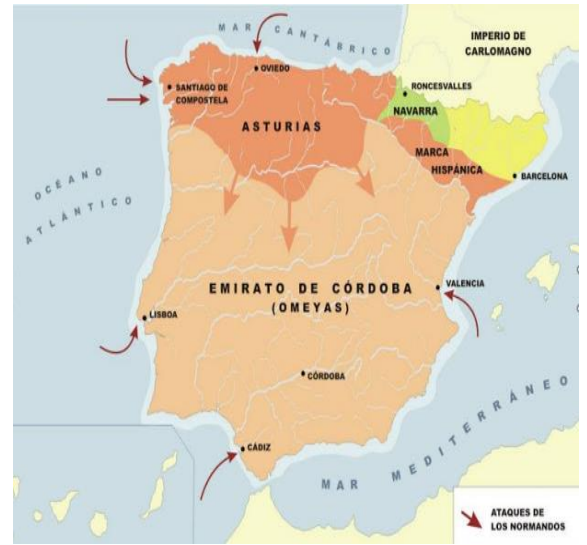 MAR CANTÁBRICO
IMPERIO DE
CARLOMAGNO
OVIEDO
RONCESVALLES
SANTIAGO DE
COMPOSTELA
NAVARRA
ASTURIAS
MARCA
HISPÁNICA
BARCELONA
OCÉANO
ATLÁNTICO
EMIRATO DE CÓRDOBA
(OMEYAS)
VALENCIA
LISBOA
CÓRDOBA
CÁDIZ
MAR MEDITERRÁNEO
ATAQUES DE
LOS NORMANDOS